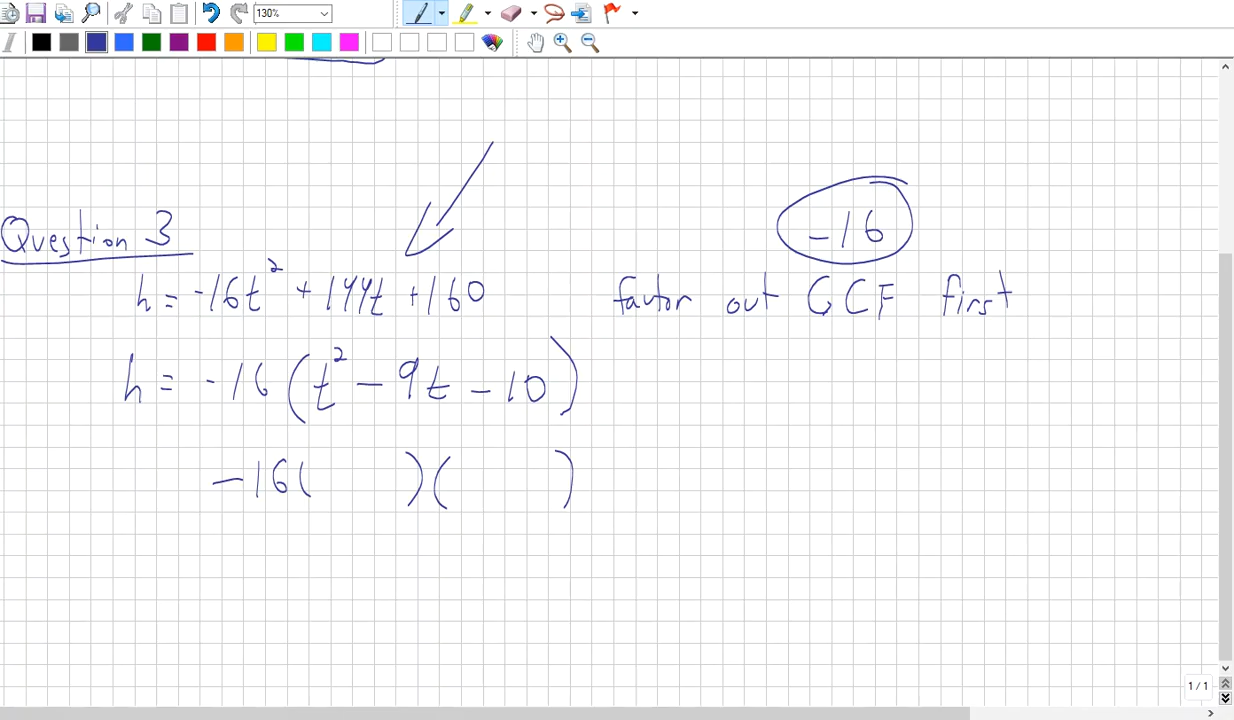 130%
-16
Question 3
h = -16t² + 144t + 160 factor out GCF first
h = -16(t² - 9t - 10)
-16( )( )
1 / 1